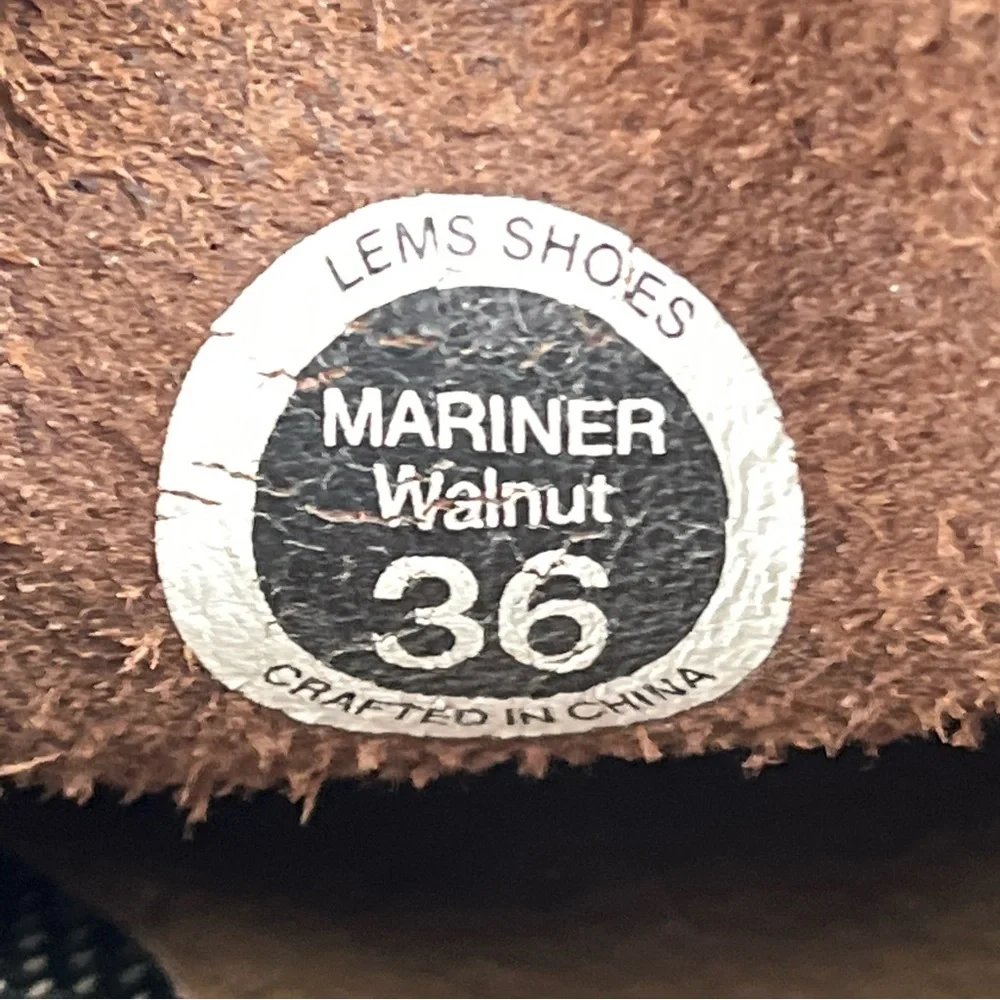 LEMS SHOES
MARINER
Walnut
36
CRAFTED IN CHINA